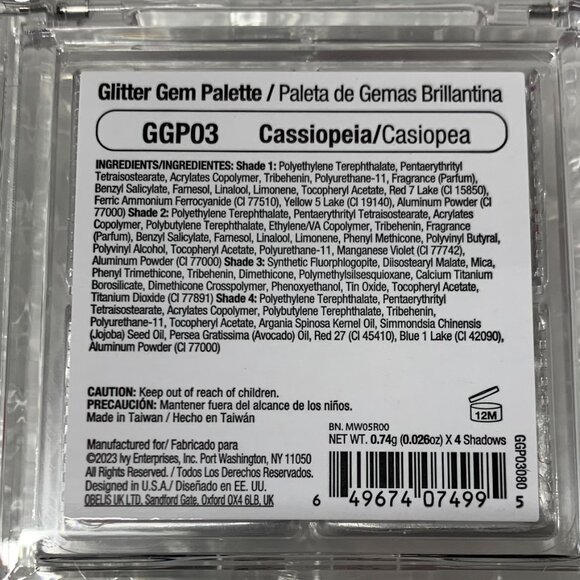 Glitter Gem Palette / Paleta de Gemas Brillantina
GGP03 Cassiopeia/Casiopea
INGREDIENTS/INGREDIENTES: Shade 1: Polyethylene Terephthalate, Pentaerythrityl
Tetraisostearate, Acrylates Copolymer, Tribehenin, Polyurethane-11, Fragrance (Parfum),
Benzyl Salicylate, Farnesol, Linalool, Limonene, Tocopheryl Acetate, Red 7 Lake (CI 15850),
Ferric Ammonium Ferrocyanide (CI 77510), Yellow 5 Lake (CI 19140), Aluminum Powder (CI
77000) Shade 2: Polyethylene Terephthalate, Pentaerythrityl Tetraisostearate, Acrylates
Copolymer, Polybutylene Terephthalate, Ethylene/VA Copolymer, Tribehenin, Fragrance
(Parfum), Benzyl Salicylate, Farnesol, Linalool, Limonene, Phenyl Methicone, Polyvinyl Butyral,
Polyvinyl Alcohol, Tocopheryl Acetate, Polyurethane-11, Manganese Violet (CI 77742),
Aluminum Powder (CI 77000) Shade 3: Synthetic Fluorphlogopite, Diisostearyl Malate, Mica,
Phenyl Trimethicone, Tribehenin, Dimethicone, Polymethylsilsesquioxane, Calcium Titanium
Borosilicate, Dimethicone Crosspolymer, Phenoxyethanol, Tin Oxide, Tocopheryl Acetate,
Titanium Dioxide (CI 77891) Shade 4: Polyethylene Terephthalate, Pentaerythrityl
Tetraisostearate, Acrylates Copolymer, Polybutylene Terephthalate, Tribehenin,
Polyurethane-11, Tocopheryl Acetate, Argania Spinosa Kernel Oil, Simmondsia Chinensis
(Jojoba) Seed Oil, Persea Gratissima (Avocado) Oil, Red 27 (CI 45410), Blue 1 Lake (CI 42090),
Aluminum Powder (CI 77000)
CAUTION: Keep out of reach of children.
PRECAUCIÓN: Mantener fuera del alcance de los niños.
Made in Taiwan / Hecho en Taiwán
12M
BN. MW05R00
NET WT. 0.74g (0.026oz) X 4 Shadows
Manufactured for/ Fabricado para
©2023 Ivy Enterprises, Inc. Port Washington, NY 11050
All Rights Reserved. / Todos Los Derechos Reservados.
Designed in U.S.A./ Diseñado en EE. UU.
OBELIS UK LTD. Sandford Gate, Oxford OX4 6LB, UK
6 49674 07499 5
GGP03080